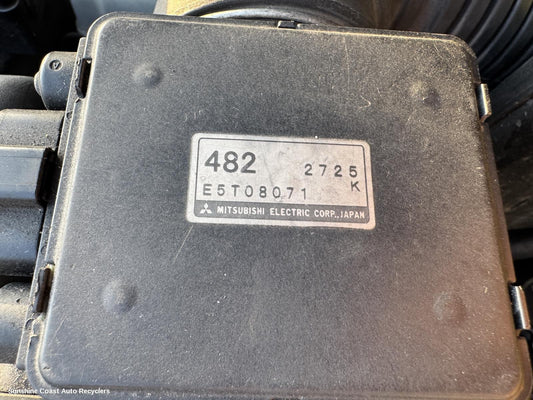 482 2725
E5T08071 K
MITSUBISHI ELECTRIC CORP., JAPAN
Sunshine Coast Auto Recyclers